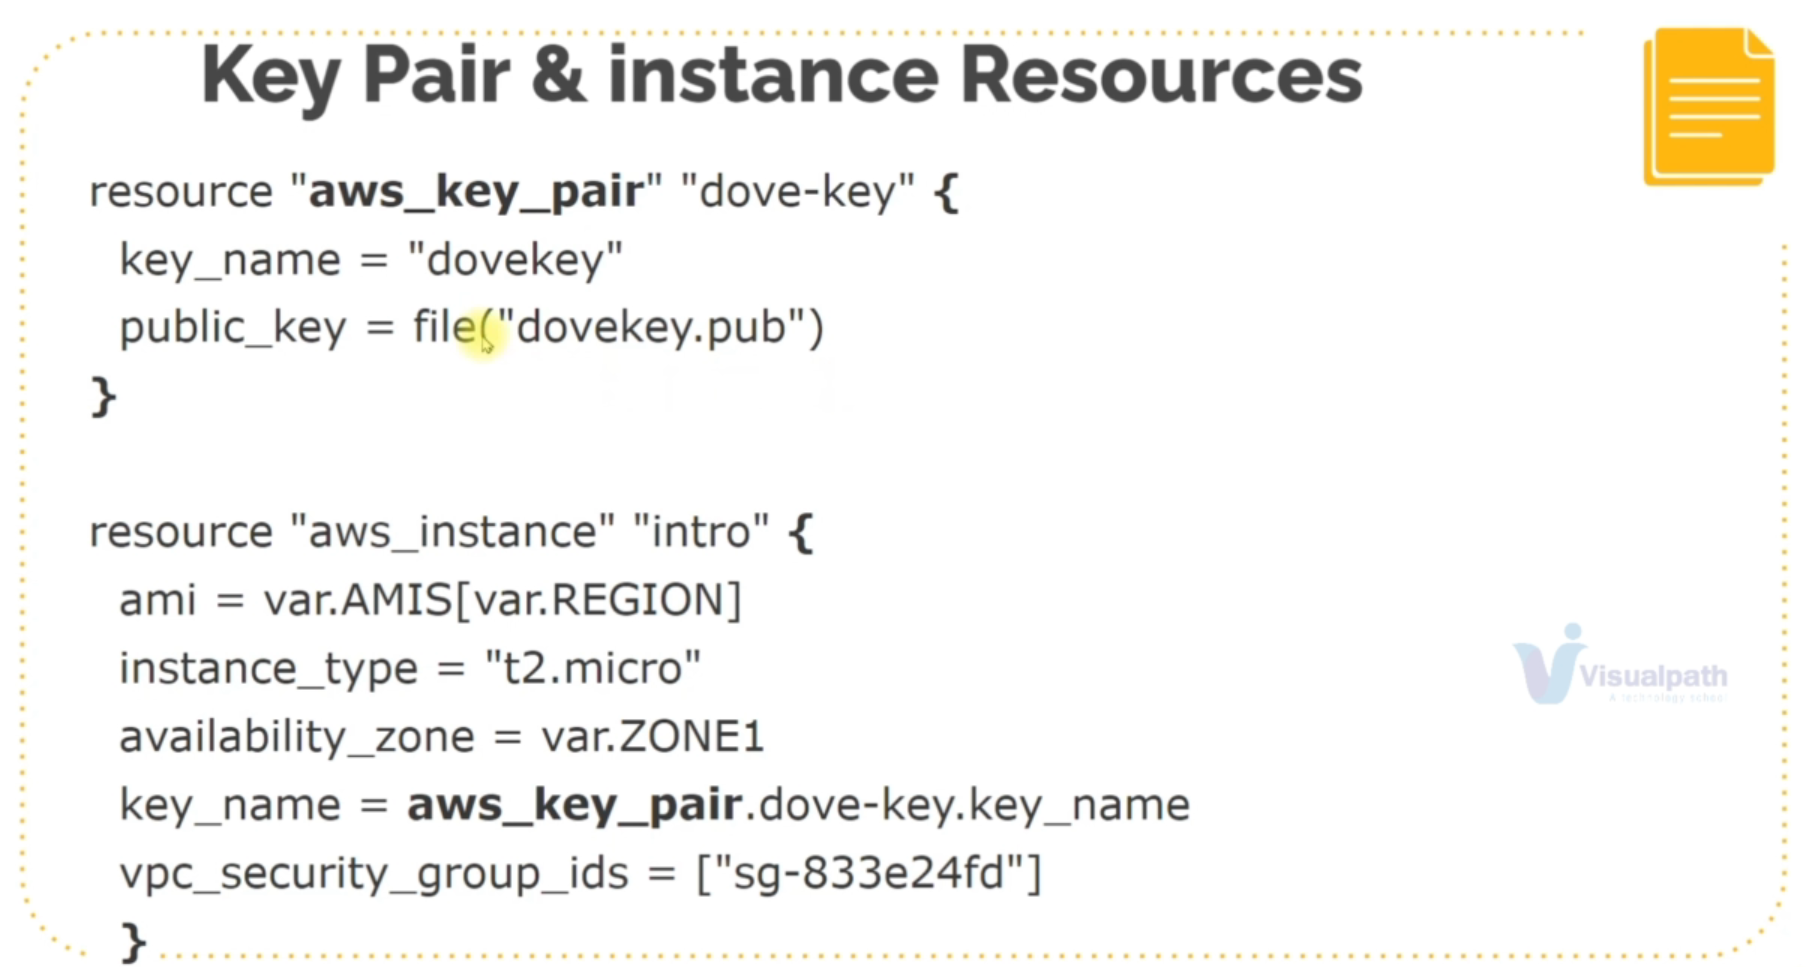 Key Pair & instance Resources
resource "aws_key_pair" "dove-key" {
key_name = "dovekey"
public_key = file("dovekey.pub")
}
resource "aws_instance" "intro" {
ami = var.AMIS[var.REGION]
instance_type = "t2.micro"
availability_zone = var.ZONE1
key_name = aws_key_pair.dove-key.key_name
vpc_security_group_ids = ["sg-833e24fd"]
}
Visualpath
A technology school